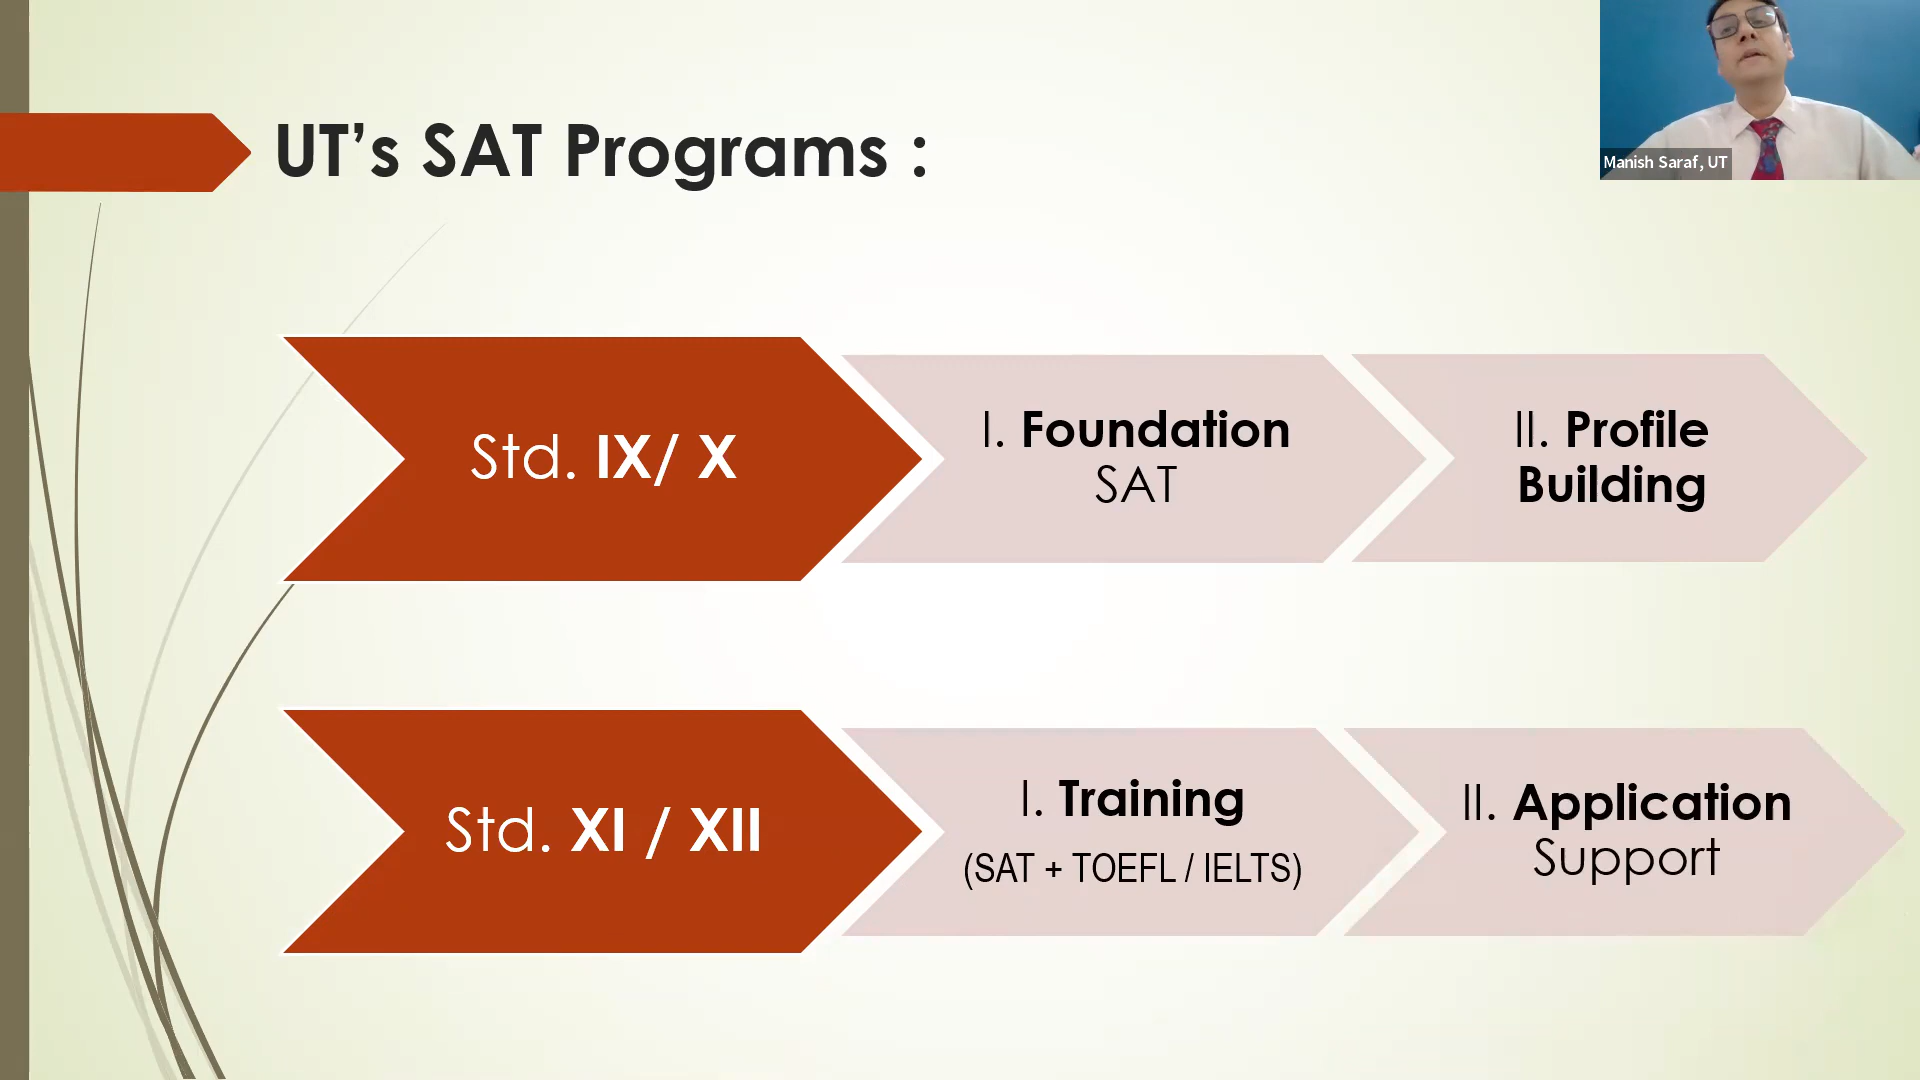 UT’s SAT Programs :
Manish Saraf, UT
Std. IX/ X
I. Foundation
SAT
II. Profile
Building
Std. XI / XII
I. Training
(SAT + TOEFL / IELTS)
II. Application
Support